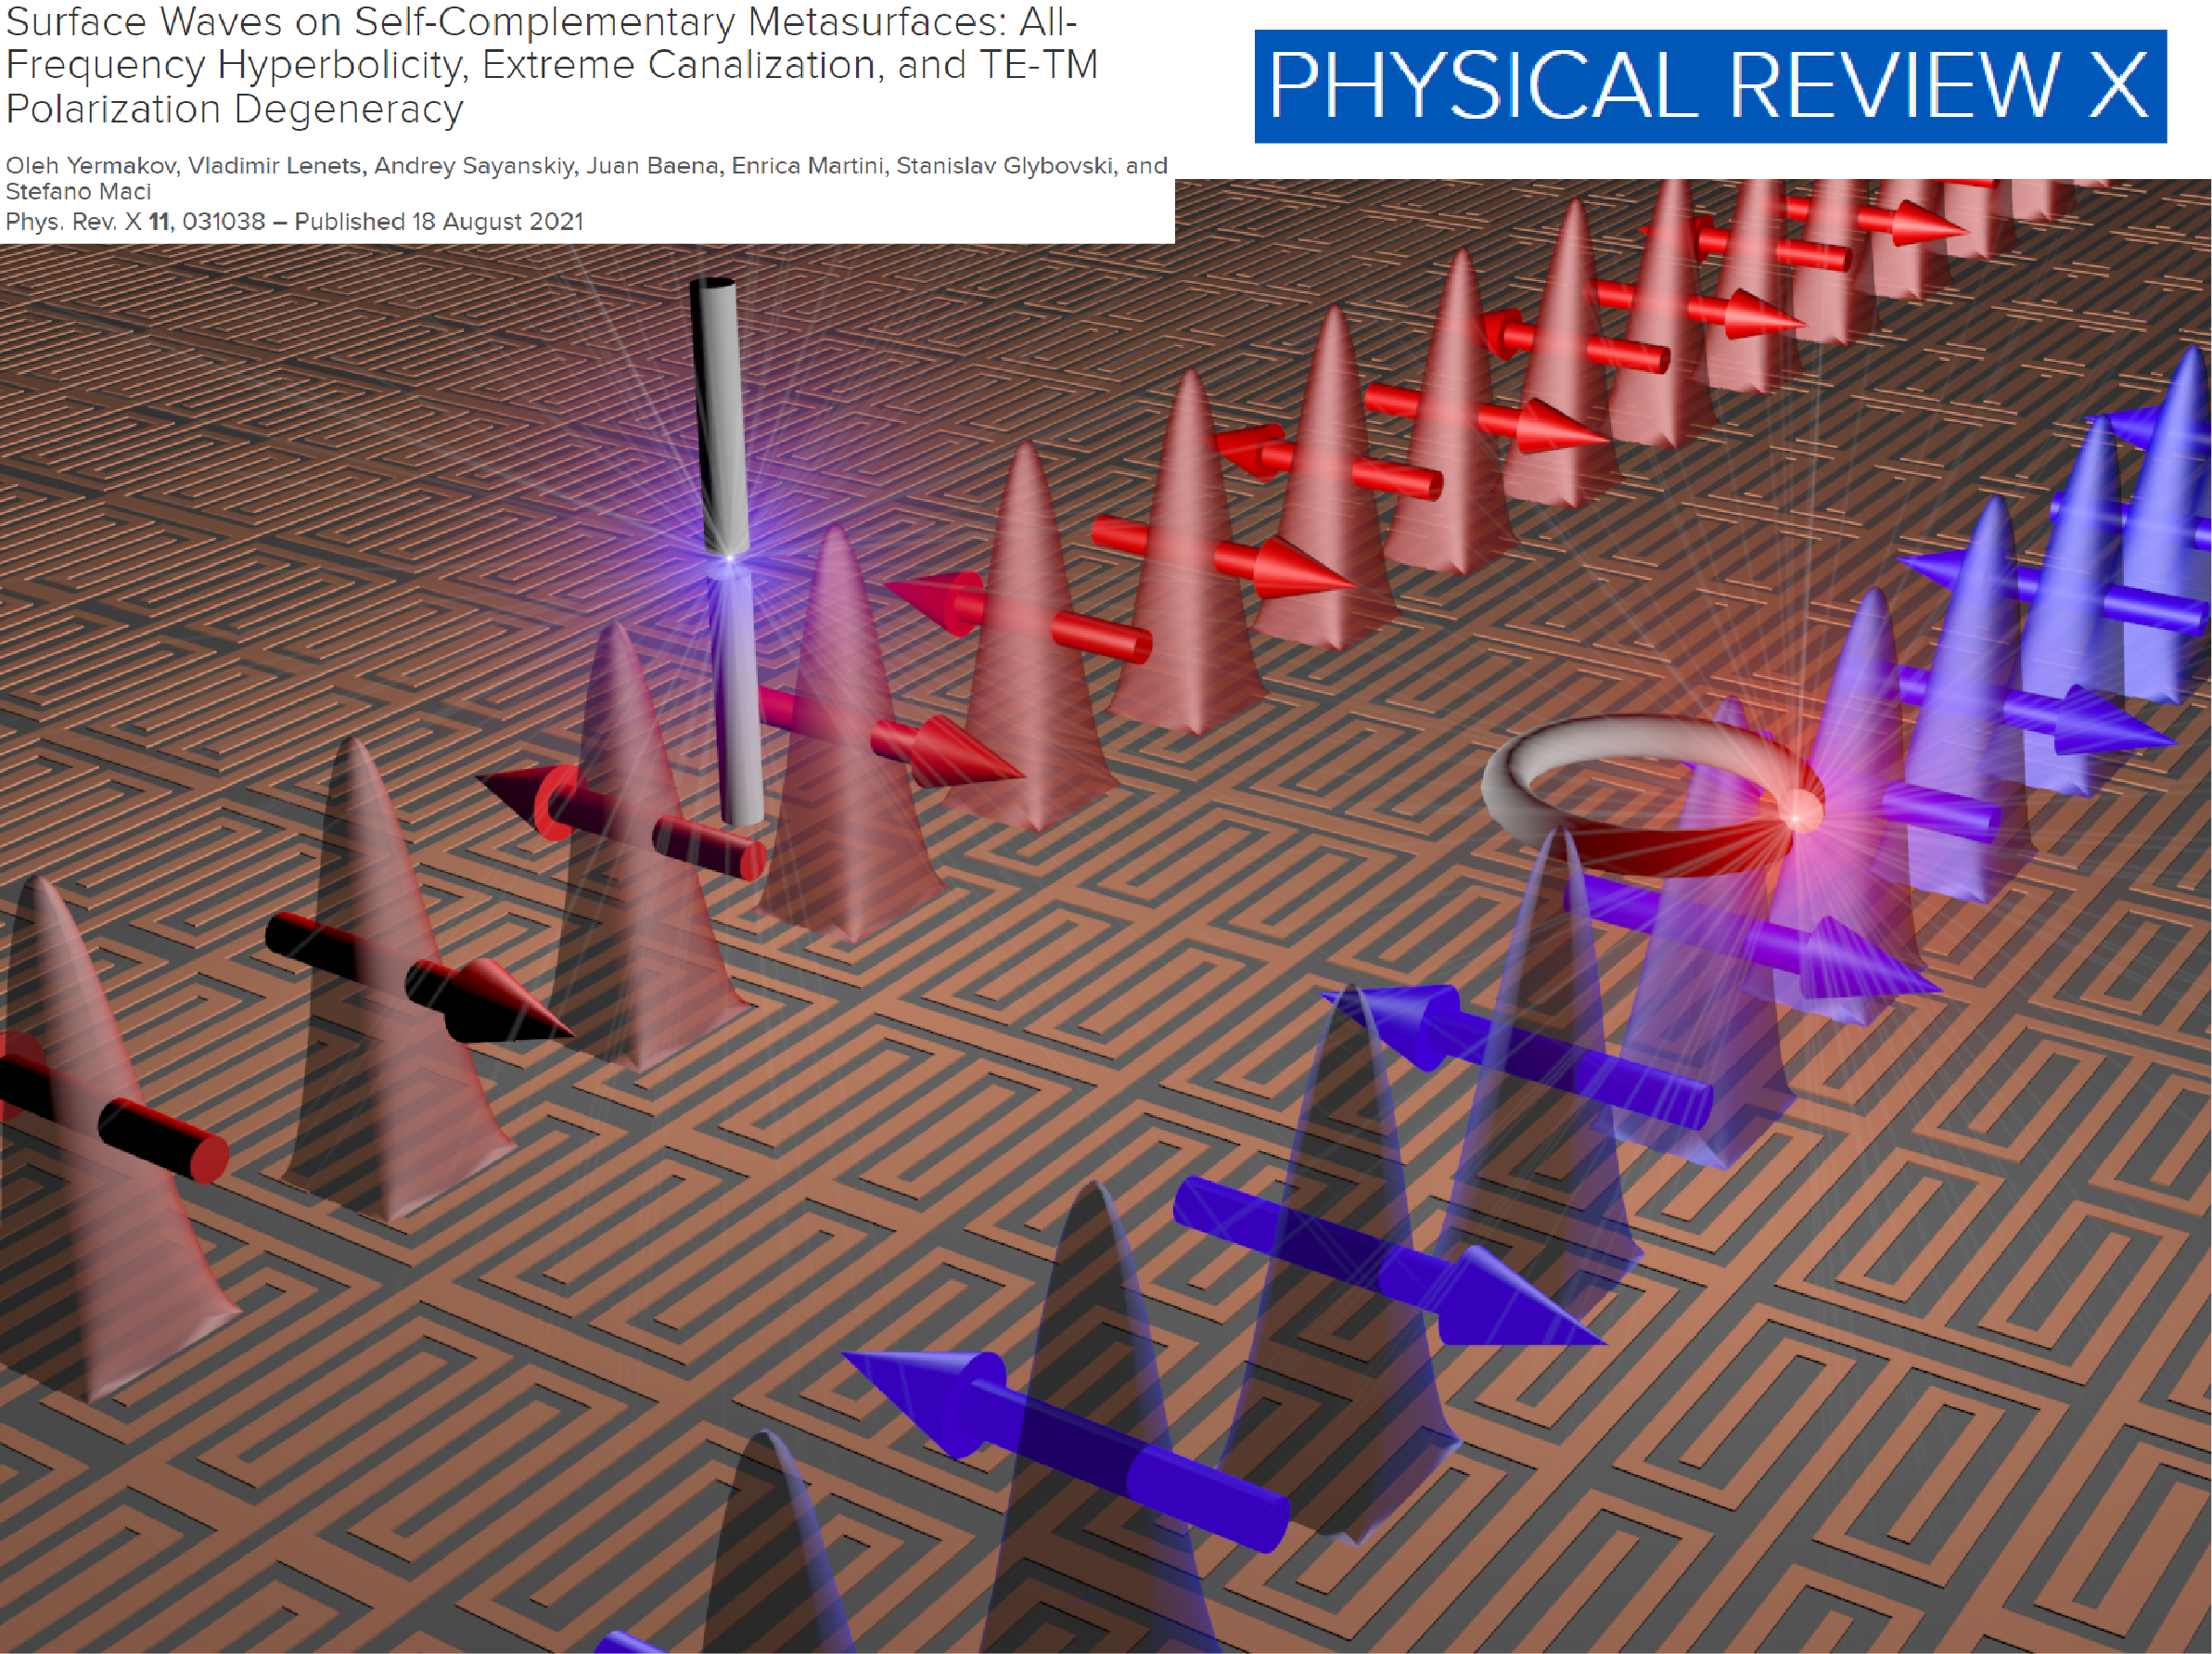 Surface Waves on Self-Complementary Metasurfaces: All-
Frequency Hyperbolicity, Extreme Canalization, and TE-TM
Polarization Degeneracy
Oleh Yermakov, Vladimir Lenets, Andrey Sayanskiy, Juan Baena, Enrica Martini, Stanislav Glybovski, and
Stefano Maci
Phys. Rev. X 11, 031038 – Published 18 August 2021
PHYSICAL REVIEW X